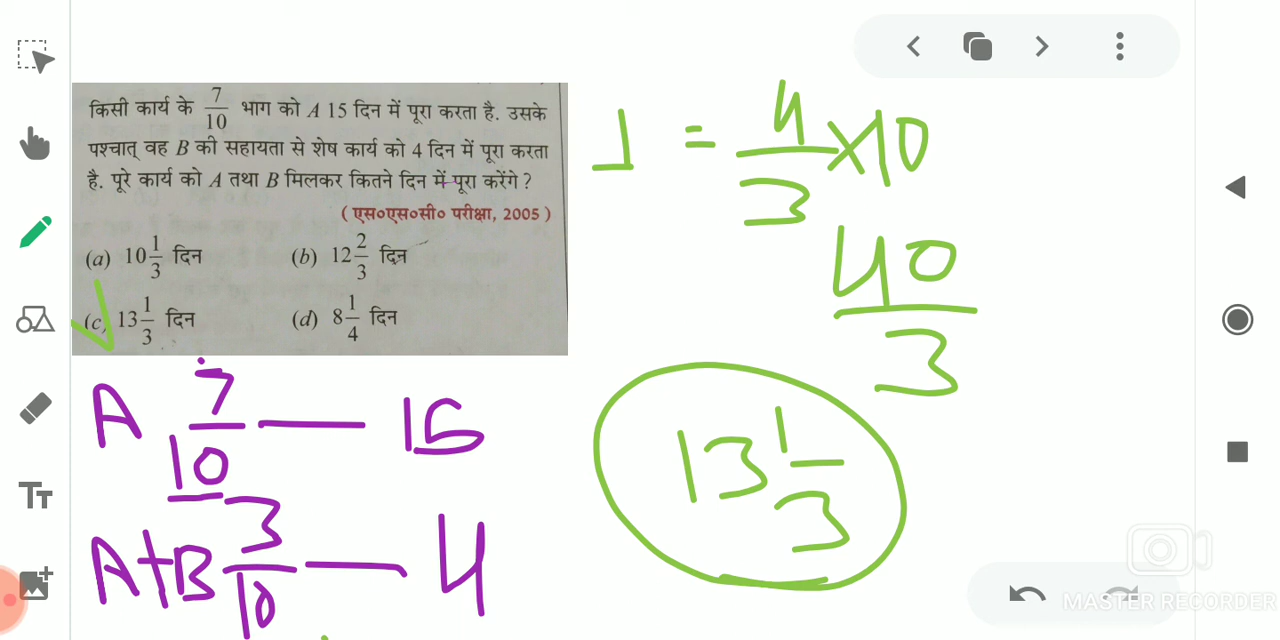 किसी कार्य के 7/10 भाग को A 15 दिन में पूरा करता है. उसके
पश्चात् वह B की सहायता से शेष कार्य को 4 दिन में पूरा करता
है. पूरे कार्य को A तथा B मिलकर कितने दिन में पूरा करेंगे ?
( एस०एस०सी० परीक्षा, 2005 )
(a) 10 1/3 दिन (b) 12 2/3 दिन
(c) 13 1/3 दिन (d) 8 1/4 दिन
A 7/10 — 15
A+B 3/10 — 4
1 = 4/3 × 10
40/3
13 1/3
Tт
MASTER RECORDER